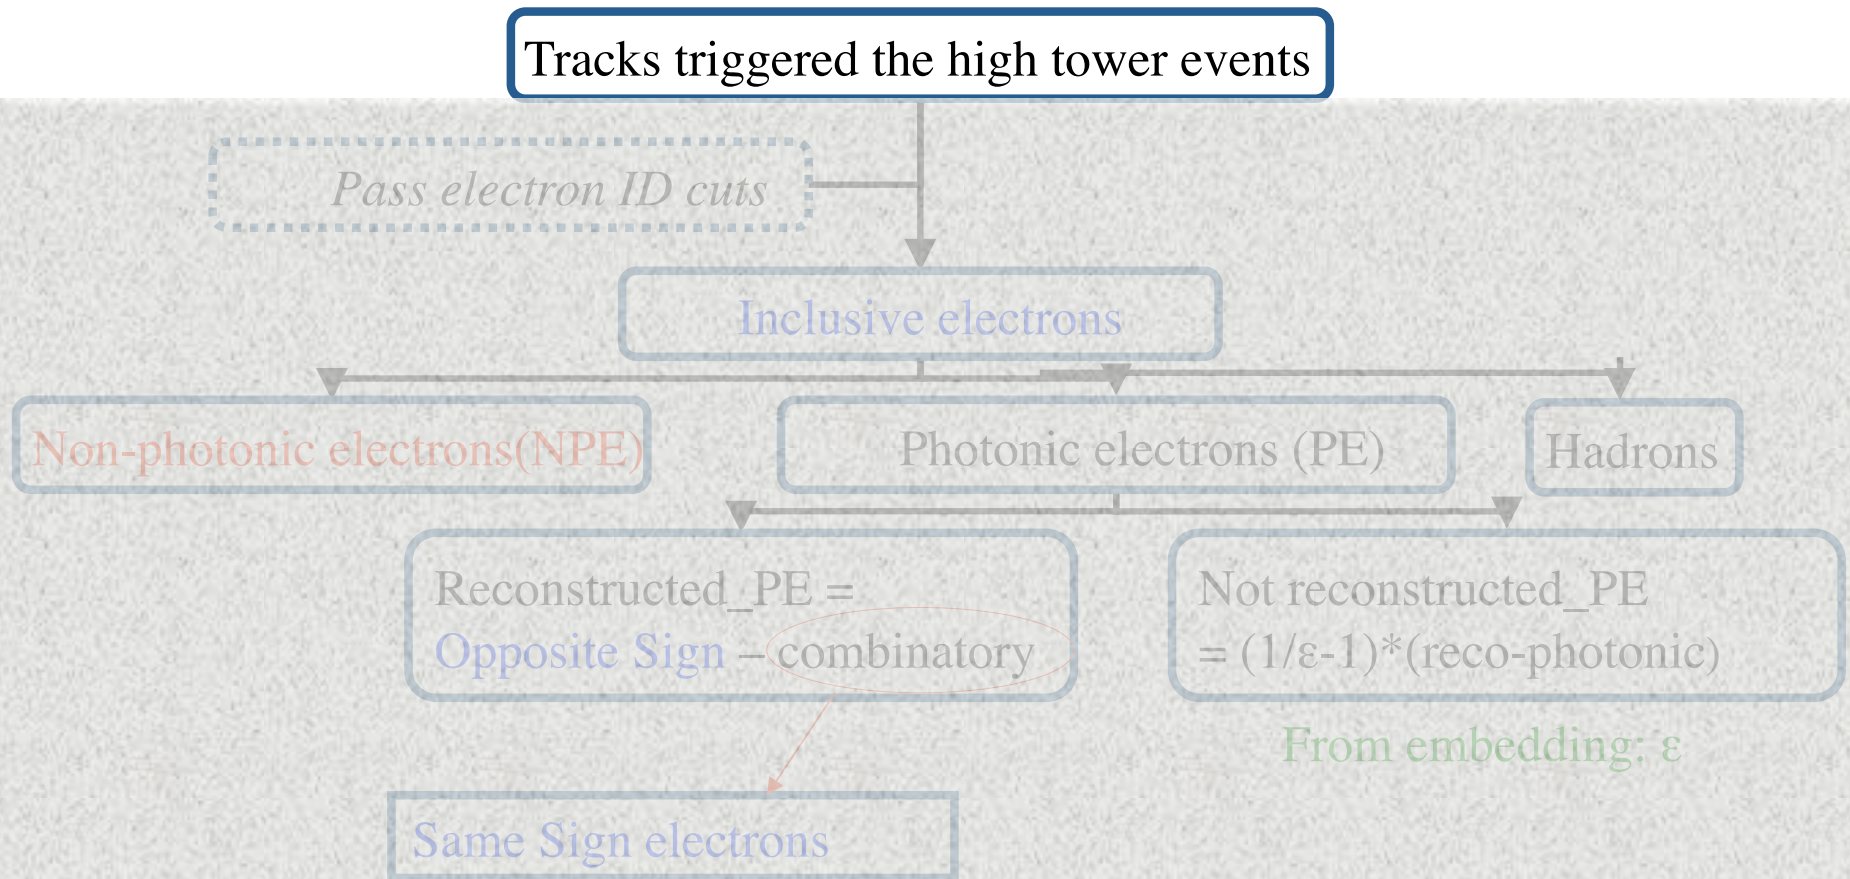 Tracks triggered the high tower events
Pass electron ID cuts
Inclusive electrons
Non-photonic electrons(NPE)
Photonic electrons (PE)
Hadrons
Reconstructed_PE =
Opposite Sign – combinatory
Not reconstructed_PE
= (1/ε-1)*(reco-photonic)
From embedding: ε
Same Sign electrons